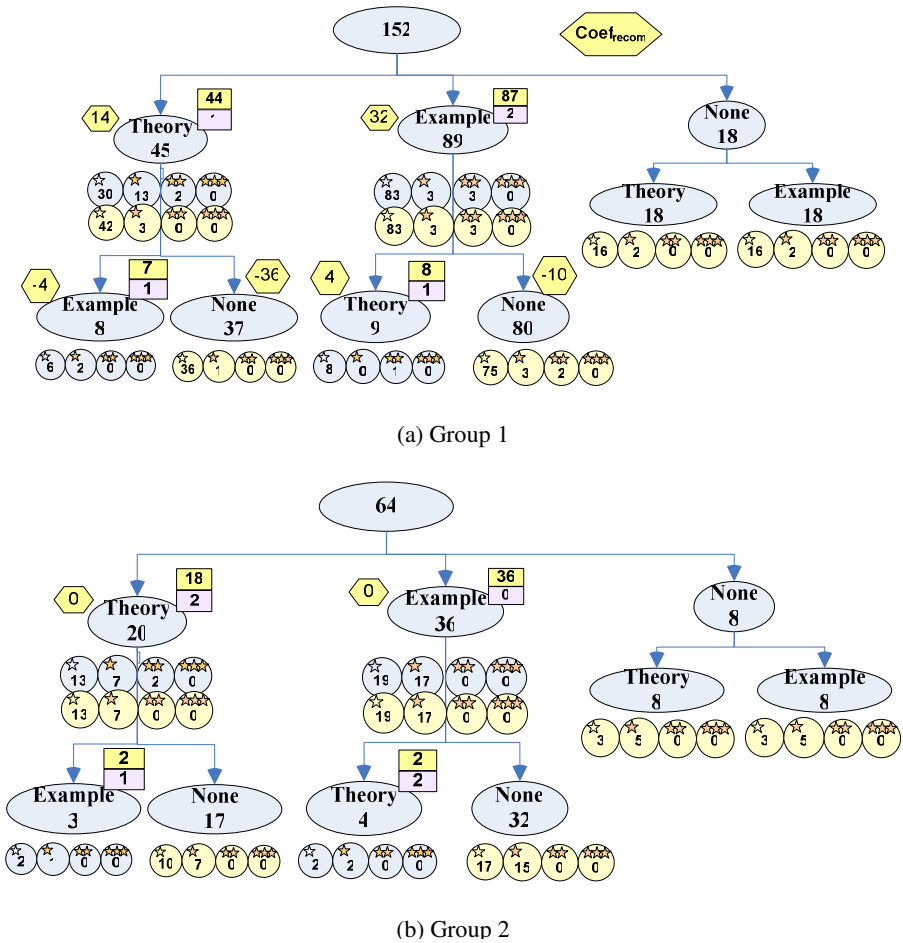 152
Coefrecom
14
44
1
Theory
45
32
87
2
Example
89
None
18
30 13 2 0
42 3 0 0
83 3 3 0
83 3 3 0
Theory
18
Example
18
16 2 0 0
16 2 0 0
-4
7
1
Example
8
-36
None
37
4
8
1
Theory
9
-10
None
80
6 2 0 0
36 1 0 0
8 0 1 0
75 3 2 0
(a) Group 1
64
0
18
2
Theory
20
0
36
0
Example
36
None
8
13 7 2 0
13 7 0 0
19 17 0 0
19 17 0 0
Theory
8
Example
8
3 5 0 0
3 5 0 0
2
1
Example
3
None
17
2
2
Theory
4
None
32
2 1 0 0
10 7 0 0
2 2 0 0
17 15 0 0
(b) Group 2